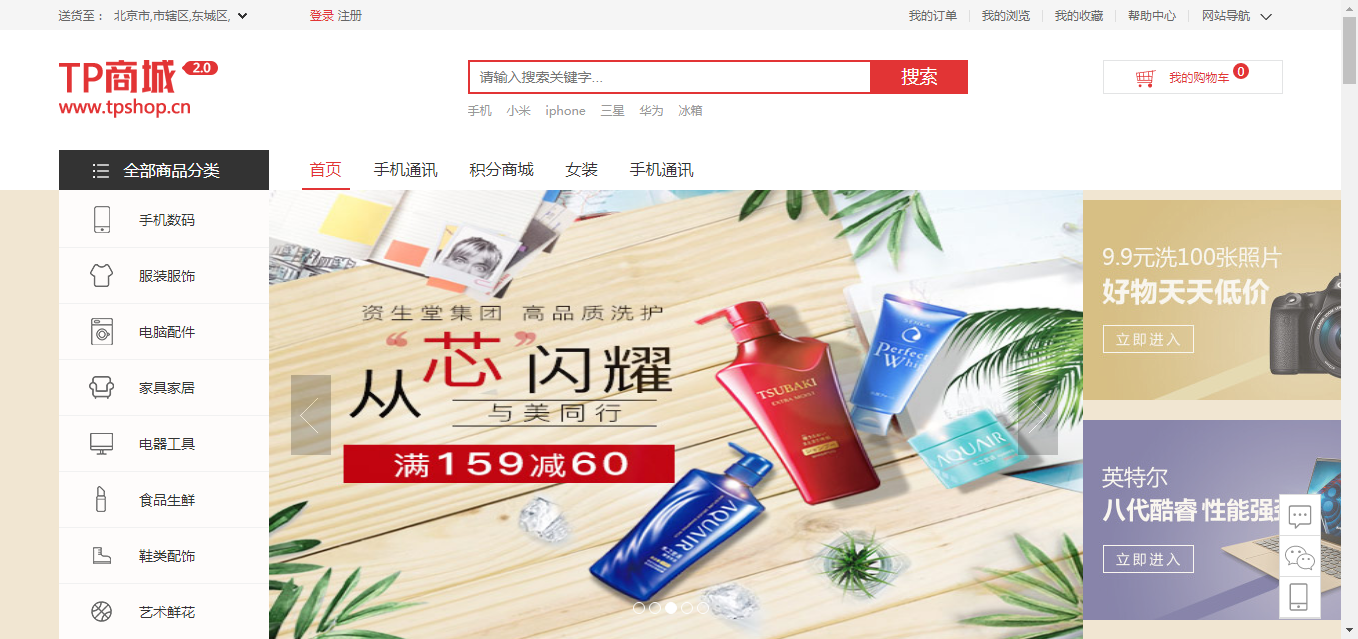 送货至： 北京市,市辖区,东城区,
登录 注册
我的订单 我的浏览 我的收藏 帮助中心 网站导航
TP商城 2.0
www.tpshop.cn
请输入搜索关键字... 搜索
我的购物车 0
手机 小米 iphone 三星 华为 冰箱
全部商品分类 首页 手机通讯 积分商城 女装 手机通讯
手机数码
服装服饰
电脑配件
家具家居
电器工具
食品生鲜
鞋类配饰
艺术鲜花
资生堂集团 高品质洗护
从“芯”闪耀
与美同行
满159减60
TSUBAKI
EXTRA MOIST
SENKA
Perfect
Whi
AQUAIR
AQUAIR
9.9元洗100张照片
好物天天低价
立即进入
英特尔
八代酷睿 性能强
立即进入